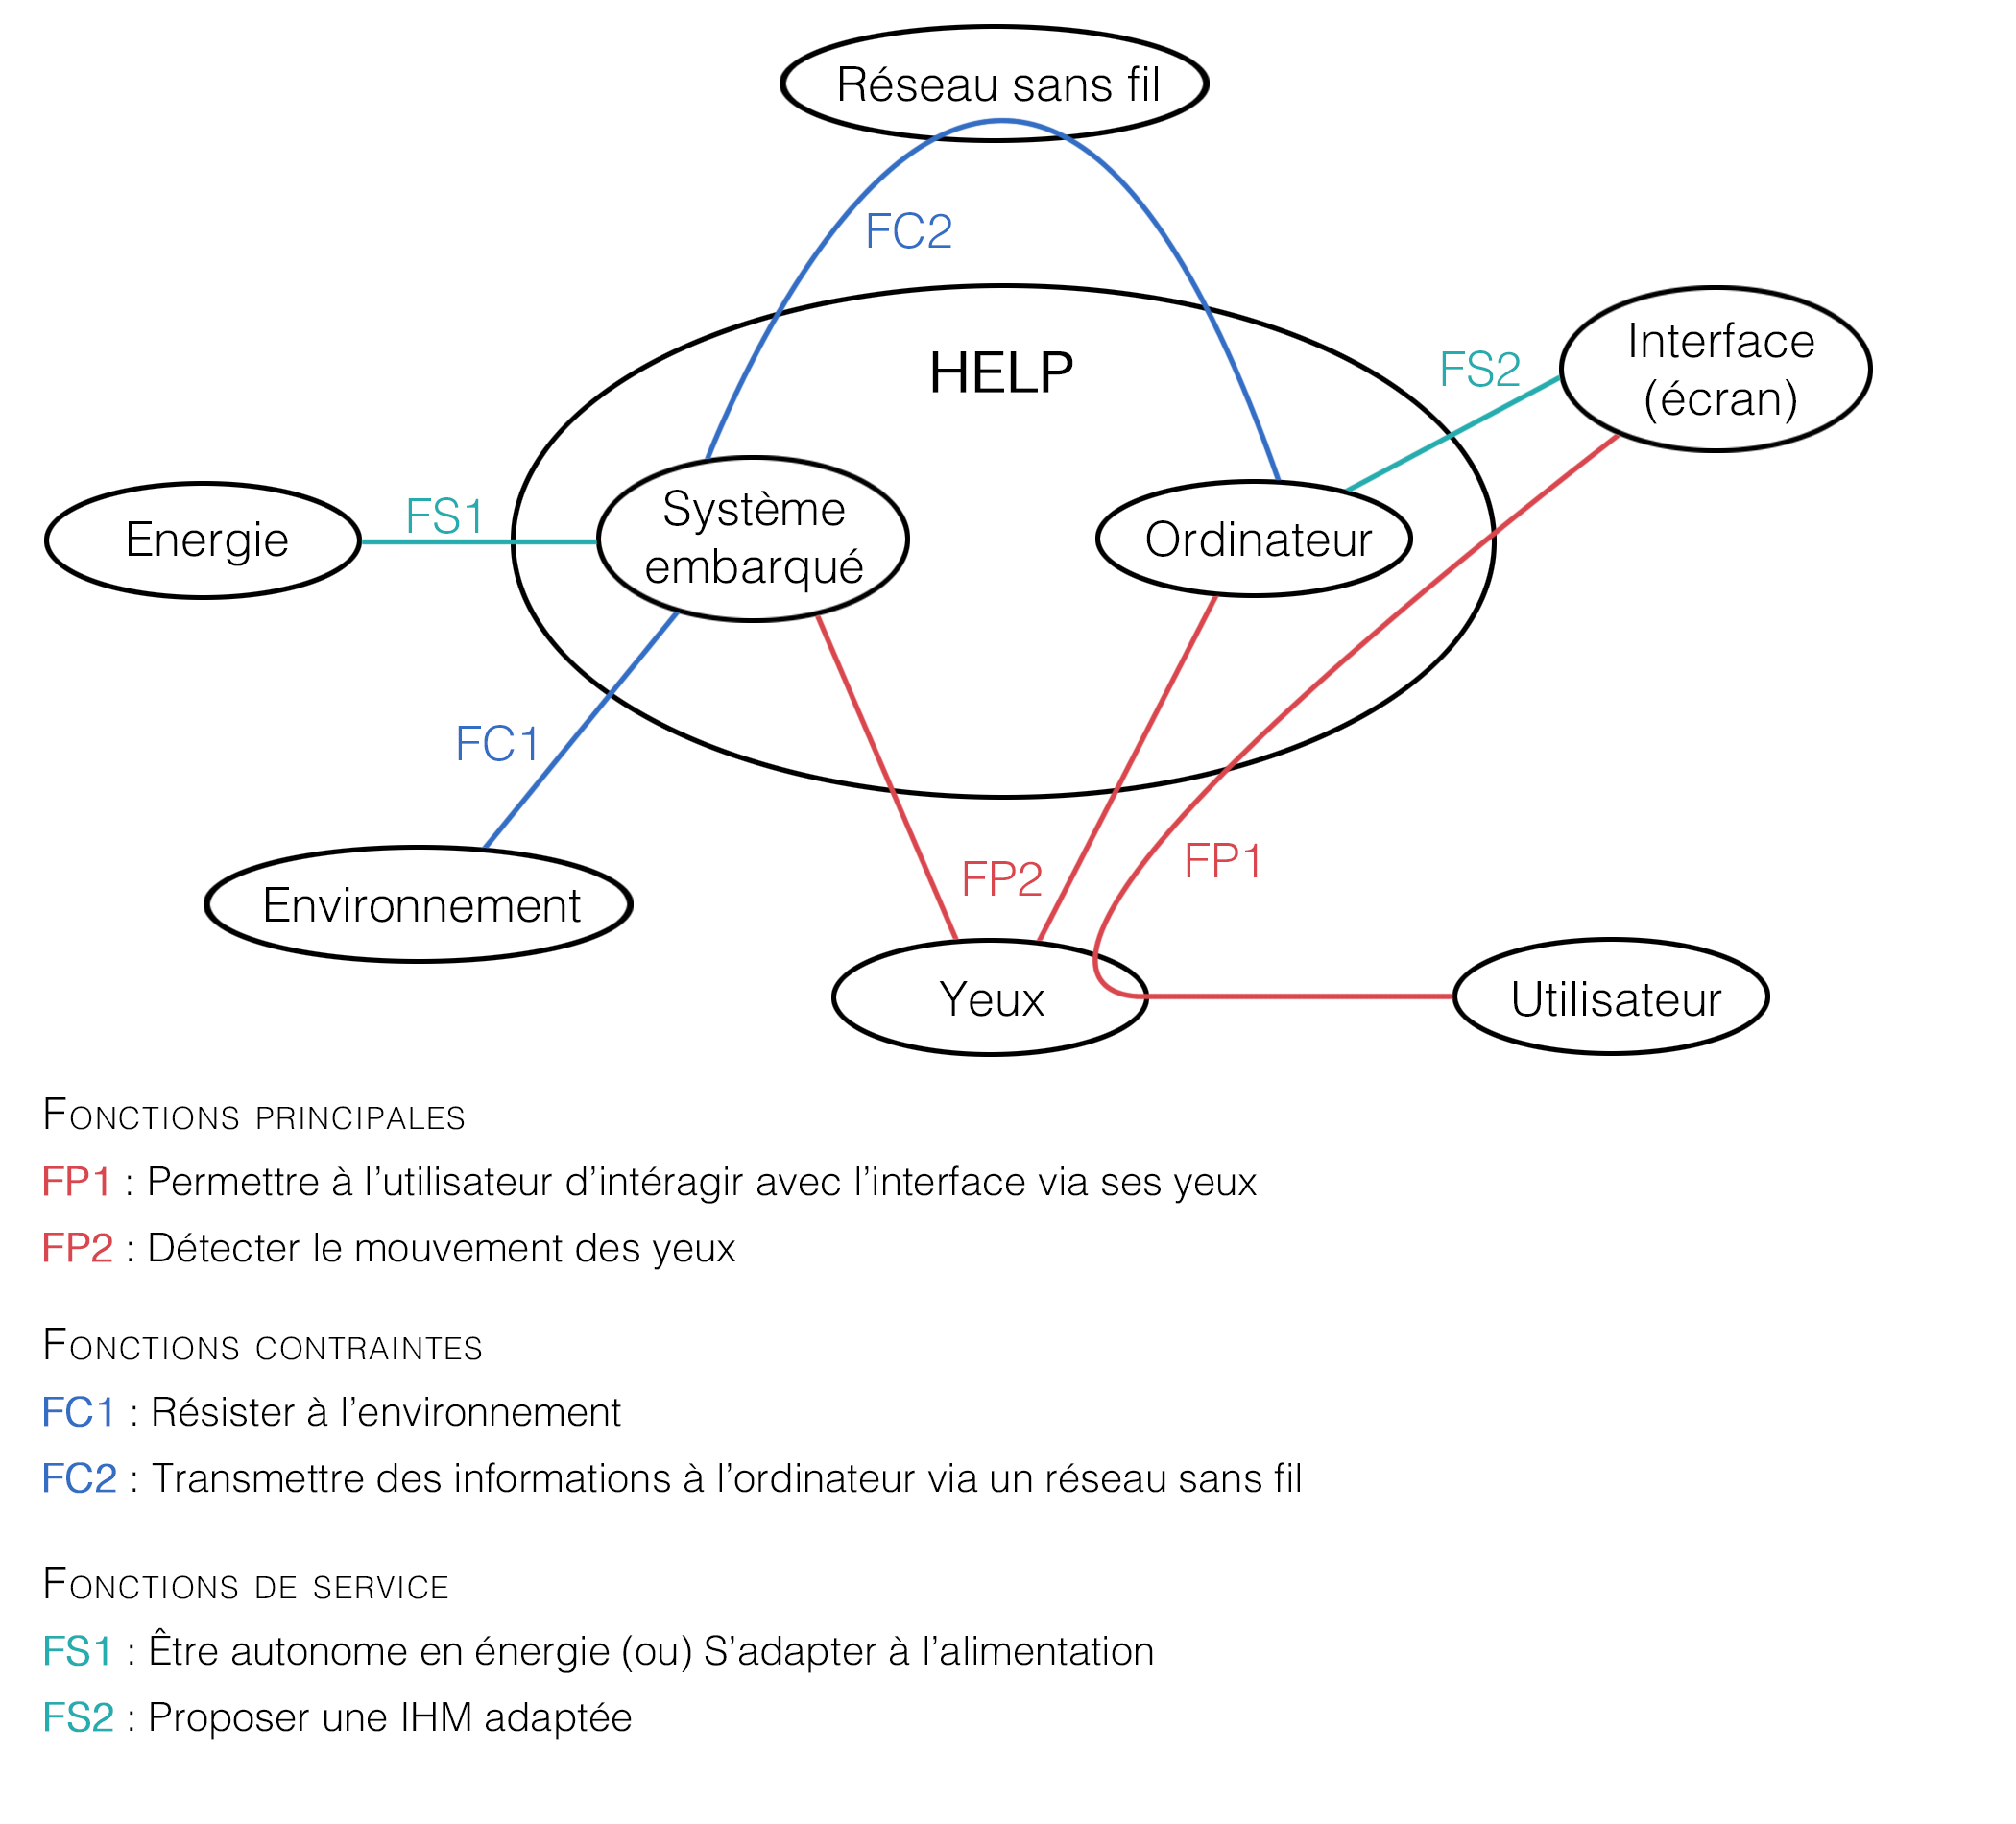 Réseau sans fil
FC2
HELP
Interface
(écran)
FS2
Energie
FS1
Système
embarqué
Ordinateur
FC1
FP2
FP1
Environnement
Yeux
Utilisateur
Fonctions principales
FP1 : Permettre à l’utilisateur d’intéragir avec l’interface via ses yeux
FP2 : Détecter le mouvement des yeux
Fonctions contraintes
FC1 : Résister à l’environnement
FC2 : Transmettre des informations à l’ordinateur via un réseau sans fil
Fonctions de service
FS1 : Être autonome en énergie (ou) S’adapter à l’alimentation
FS2 : Proposer une IHM adaptée